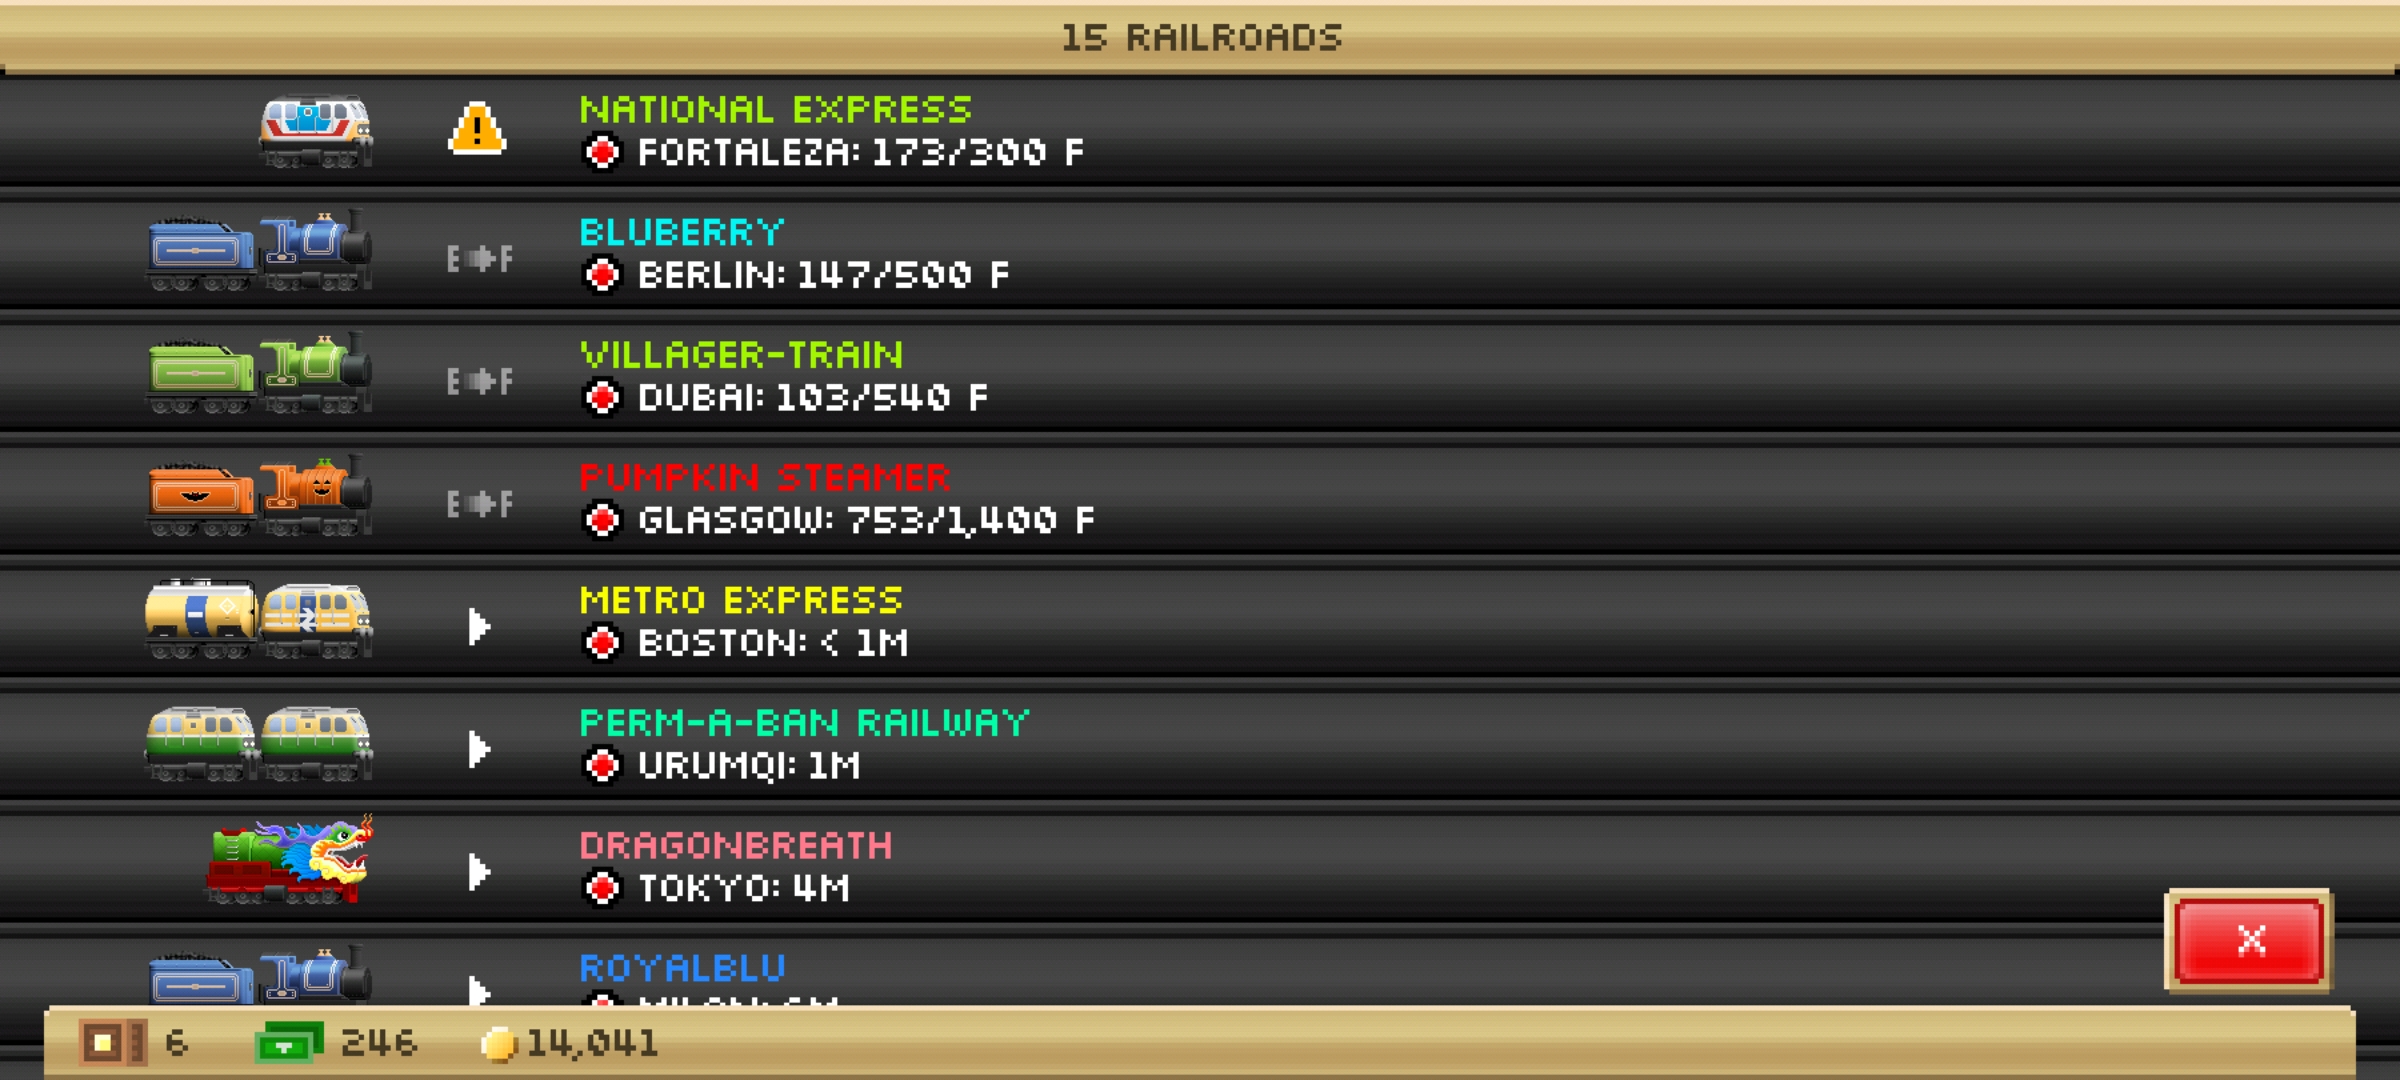 15 RAILROADS
NATIONAL EXPRESS
FORTALEZA: 173/300 F
E F
BLUBERRY
BERLIN: 147/500 F
E F
VILLAGER-TRAIN
DUBAI: 103/540 F
E F
PUMPKIN STEAMER
GLASGOW: 753/1,400 F
METRO EXPRESS
BOSTON: < 1M
PERM-A-BAN RAILWAY
URUMQI: 1M
DRAGONBREATH
TOKYO: 4M
ROYALBLU
X
6 246 14,041